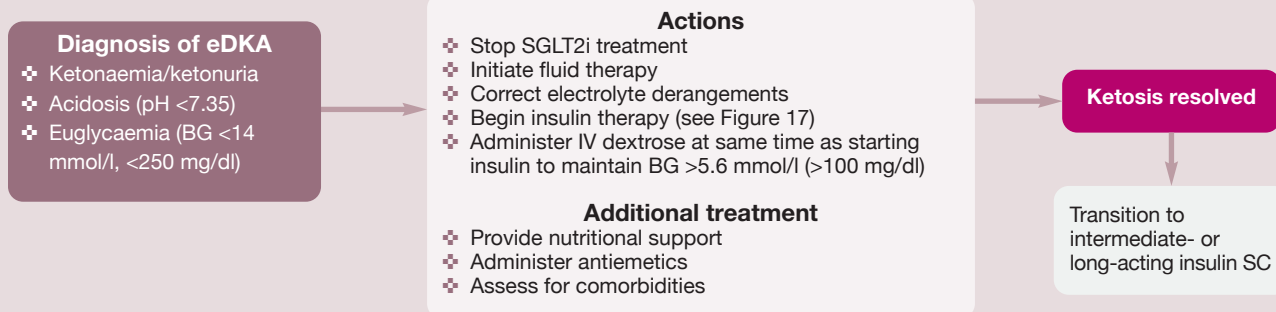 Diagnosis of eDKA
Ketonaemia/ketonuria
Acidosis (pH <7.35)
Euglycaemia (BG <14
mmol/l, <250 mg/dl)
Actions
Stop SGLT2i treatment
Initiate fluid therapy
Correct electrolyte derangements
Begin insulin therapy (see Figure 17)
Administer IV dextrose at same time as starting
insulin to maintain BG >5.6 mmol/l (>100 mg/dl)
Additional treatment
Provide nutritional support
Administer antiemetics
Assess for comorbidities
Ketosis resolved
Transition to
intermediate- or
long-acting insulin SC